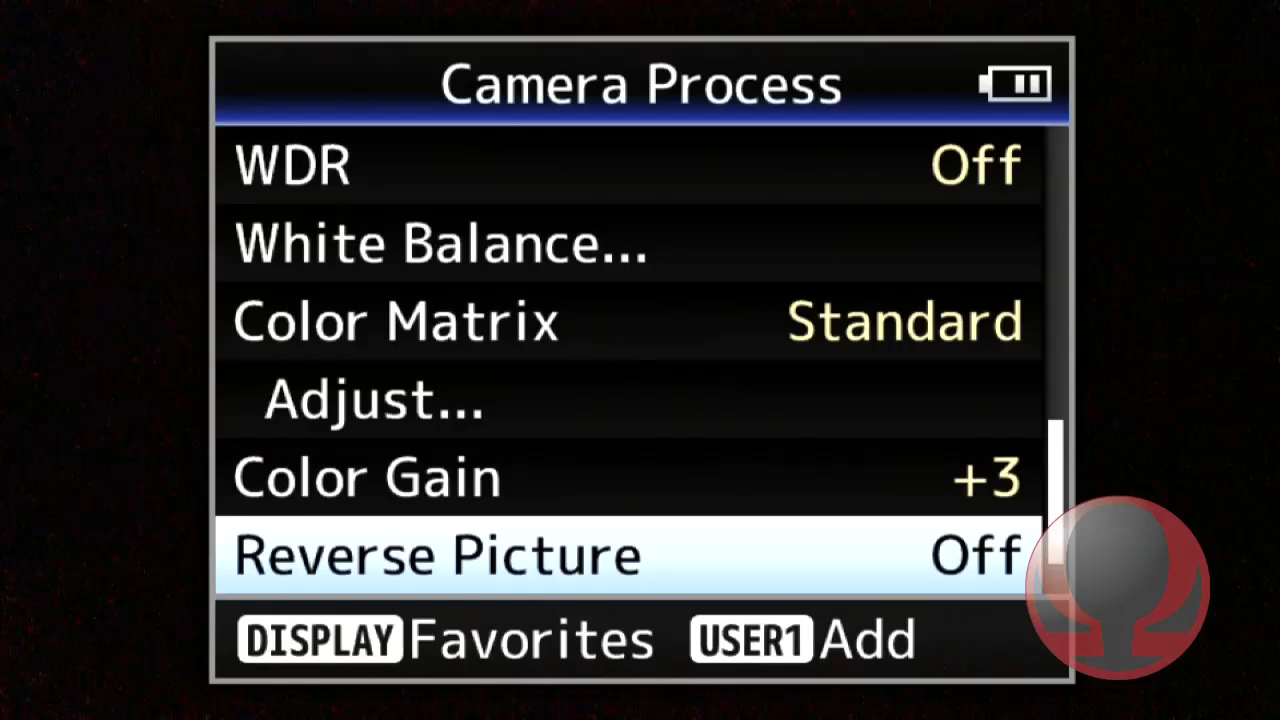 Camera Process
WDR Off
White Balance...
Color Matrix Standard
Adjust...
Color Gain +3
Reverse Picture Off
DISPLAY Favorites USER1 Add